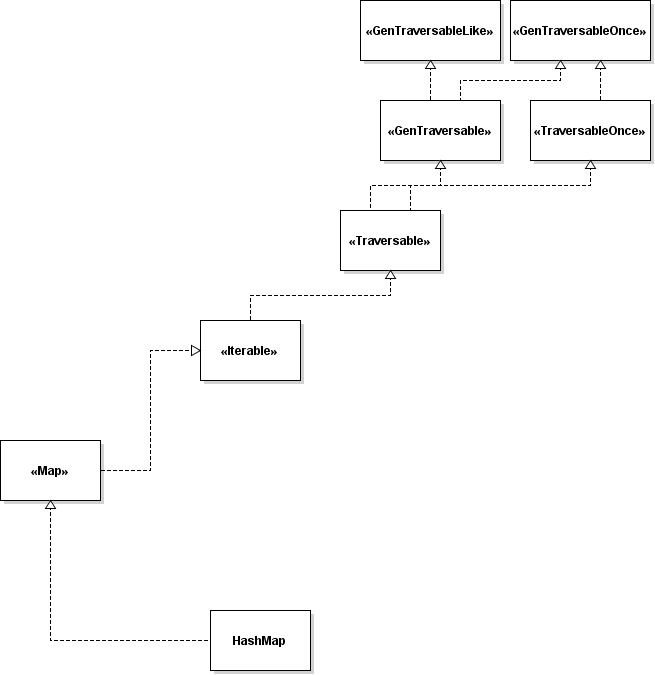 «GenTraversableLike»
«GenTraversableOnce»
«GenTraversable»
«TraversableOnce»
«Traversable»
«Iterable»
«Map»
HashMap